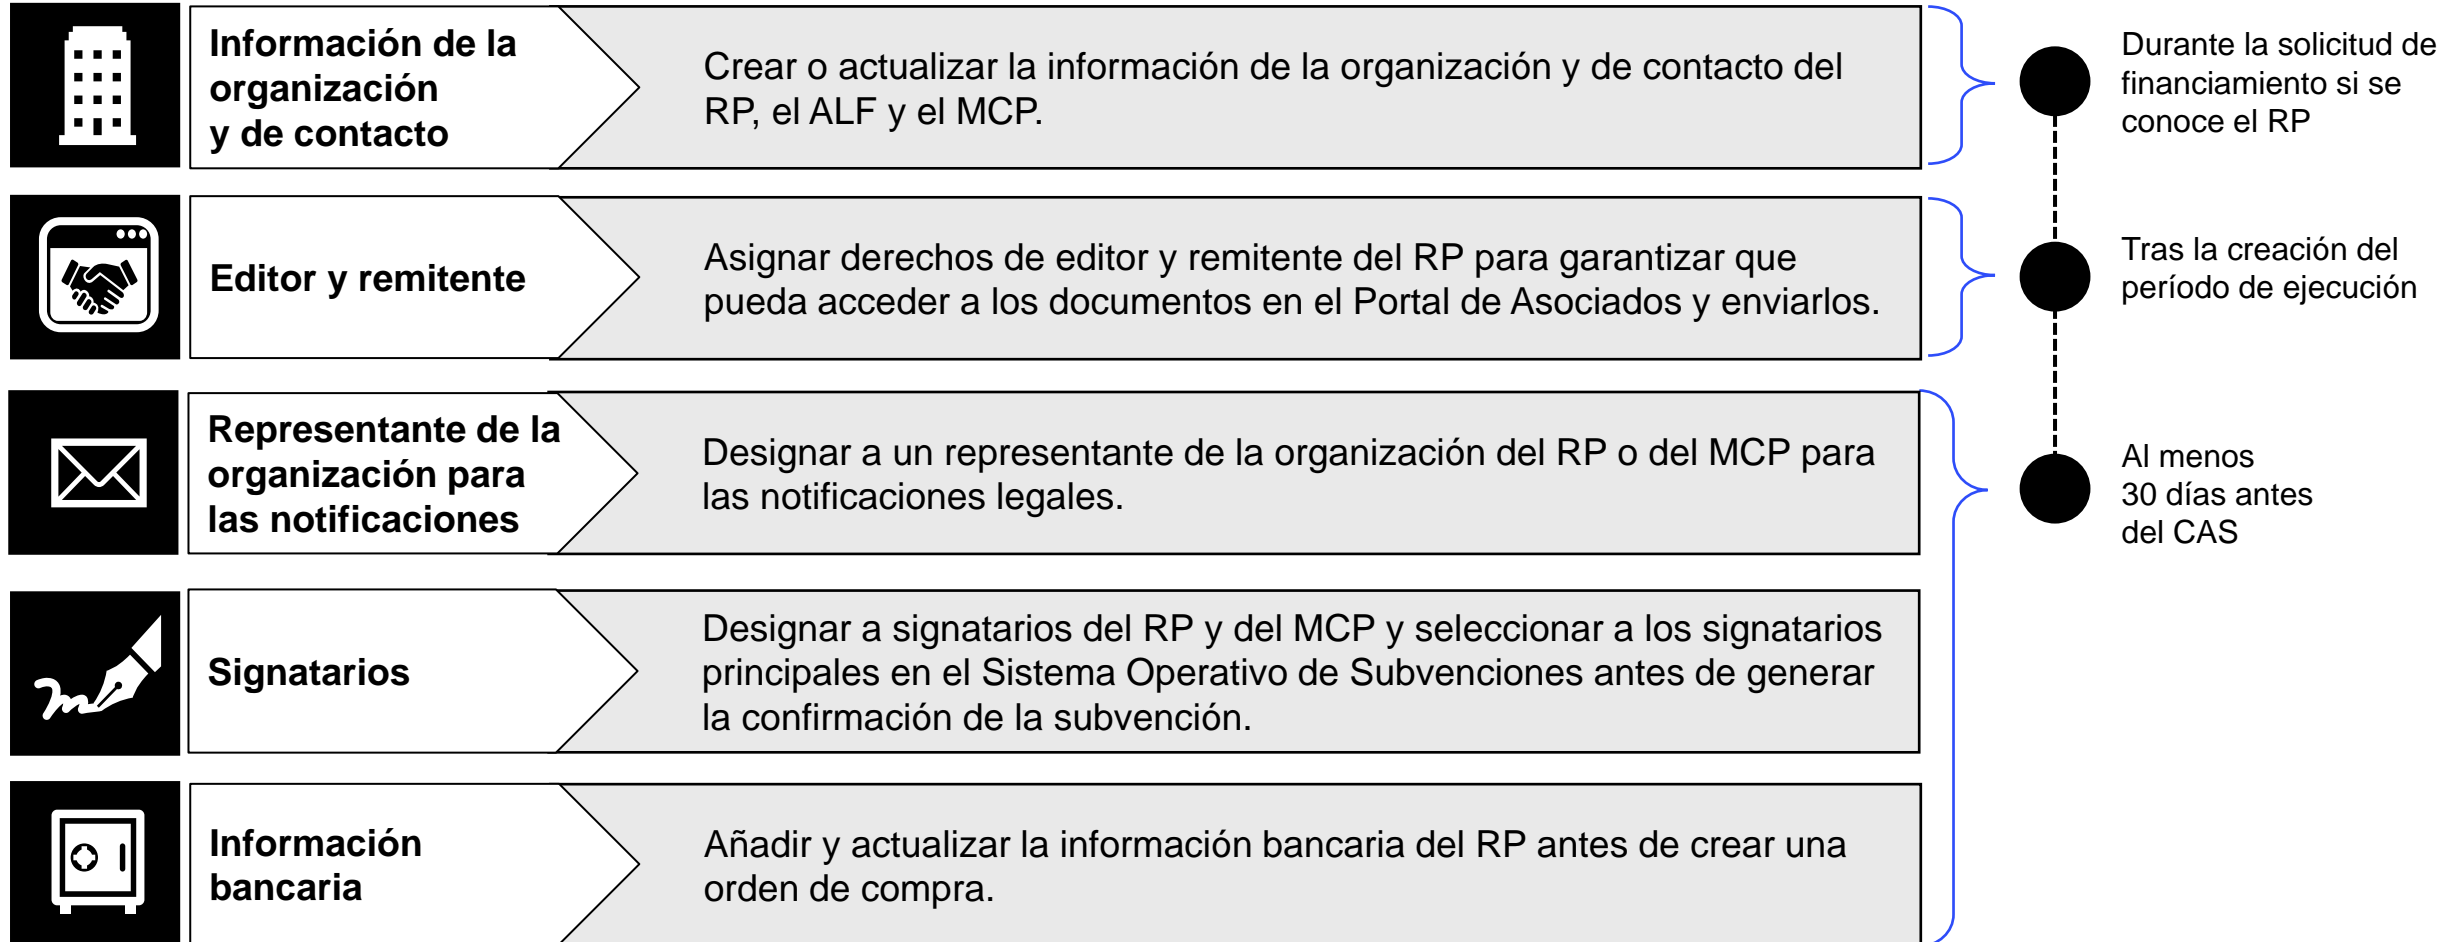 Información de la
organización
y de contacto
Crear o actualizar la información de la organización y de contacto del
RP, el ALF y el MCP.
Durante la solicitud de
financiamiento si se
conoce el RP
Editor y remitente
Asignar derechos de editor y remitente del RP para garantizar que
pueda acceder a los documentos en el Portal de Asociados y enviarlos.
Tras la creación del
período de ejecución
Representante de la
organización para
las notificaciones
Designar a un representante de la organización del RP o del MCP para
las notificaciones legales.
Al menos
30 días antes
del CAS
Signatarios
Designar a signatarios del RP y del MCP y seleccionar a los signatarios
principales en el Sistema Operativo de Subvenciones antes de generar
la confirmación de la subvención.
Información
bancaria
Añadir y actualizar la información bancaria del RP antes de crear una
orden de compra.